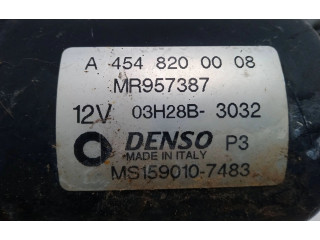 A 454 820 00 08
MR957387
12V 03H28B- 3032
DENSO P3
MADE IN ITALY
MS159010-7483